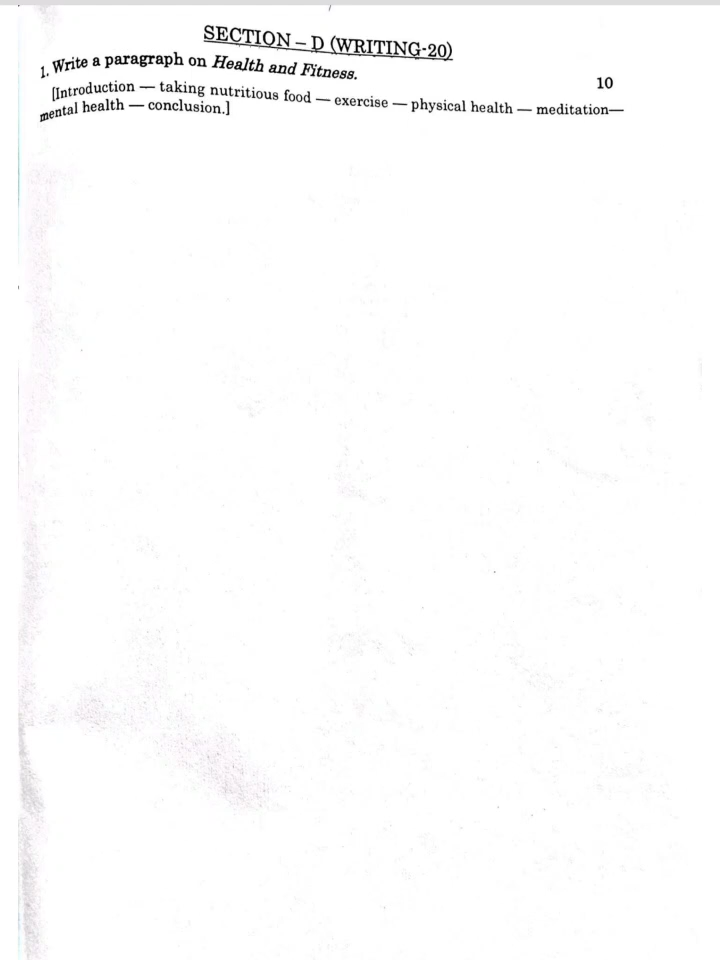 SECTION – D (WRITING-20)
1. Write a paragraph on Health and Fitness.
10
[Introduction — taking nutritious food — exercise — physical health — meditation—
mental health — conclusion.]